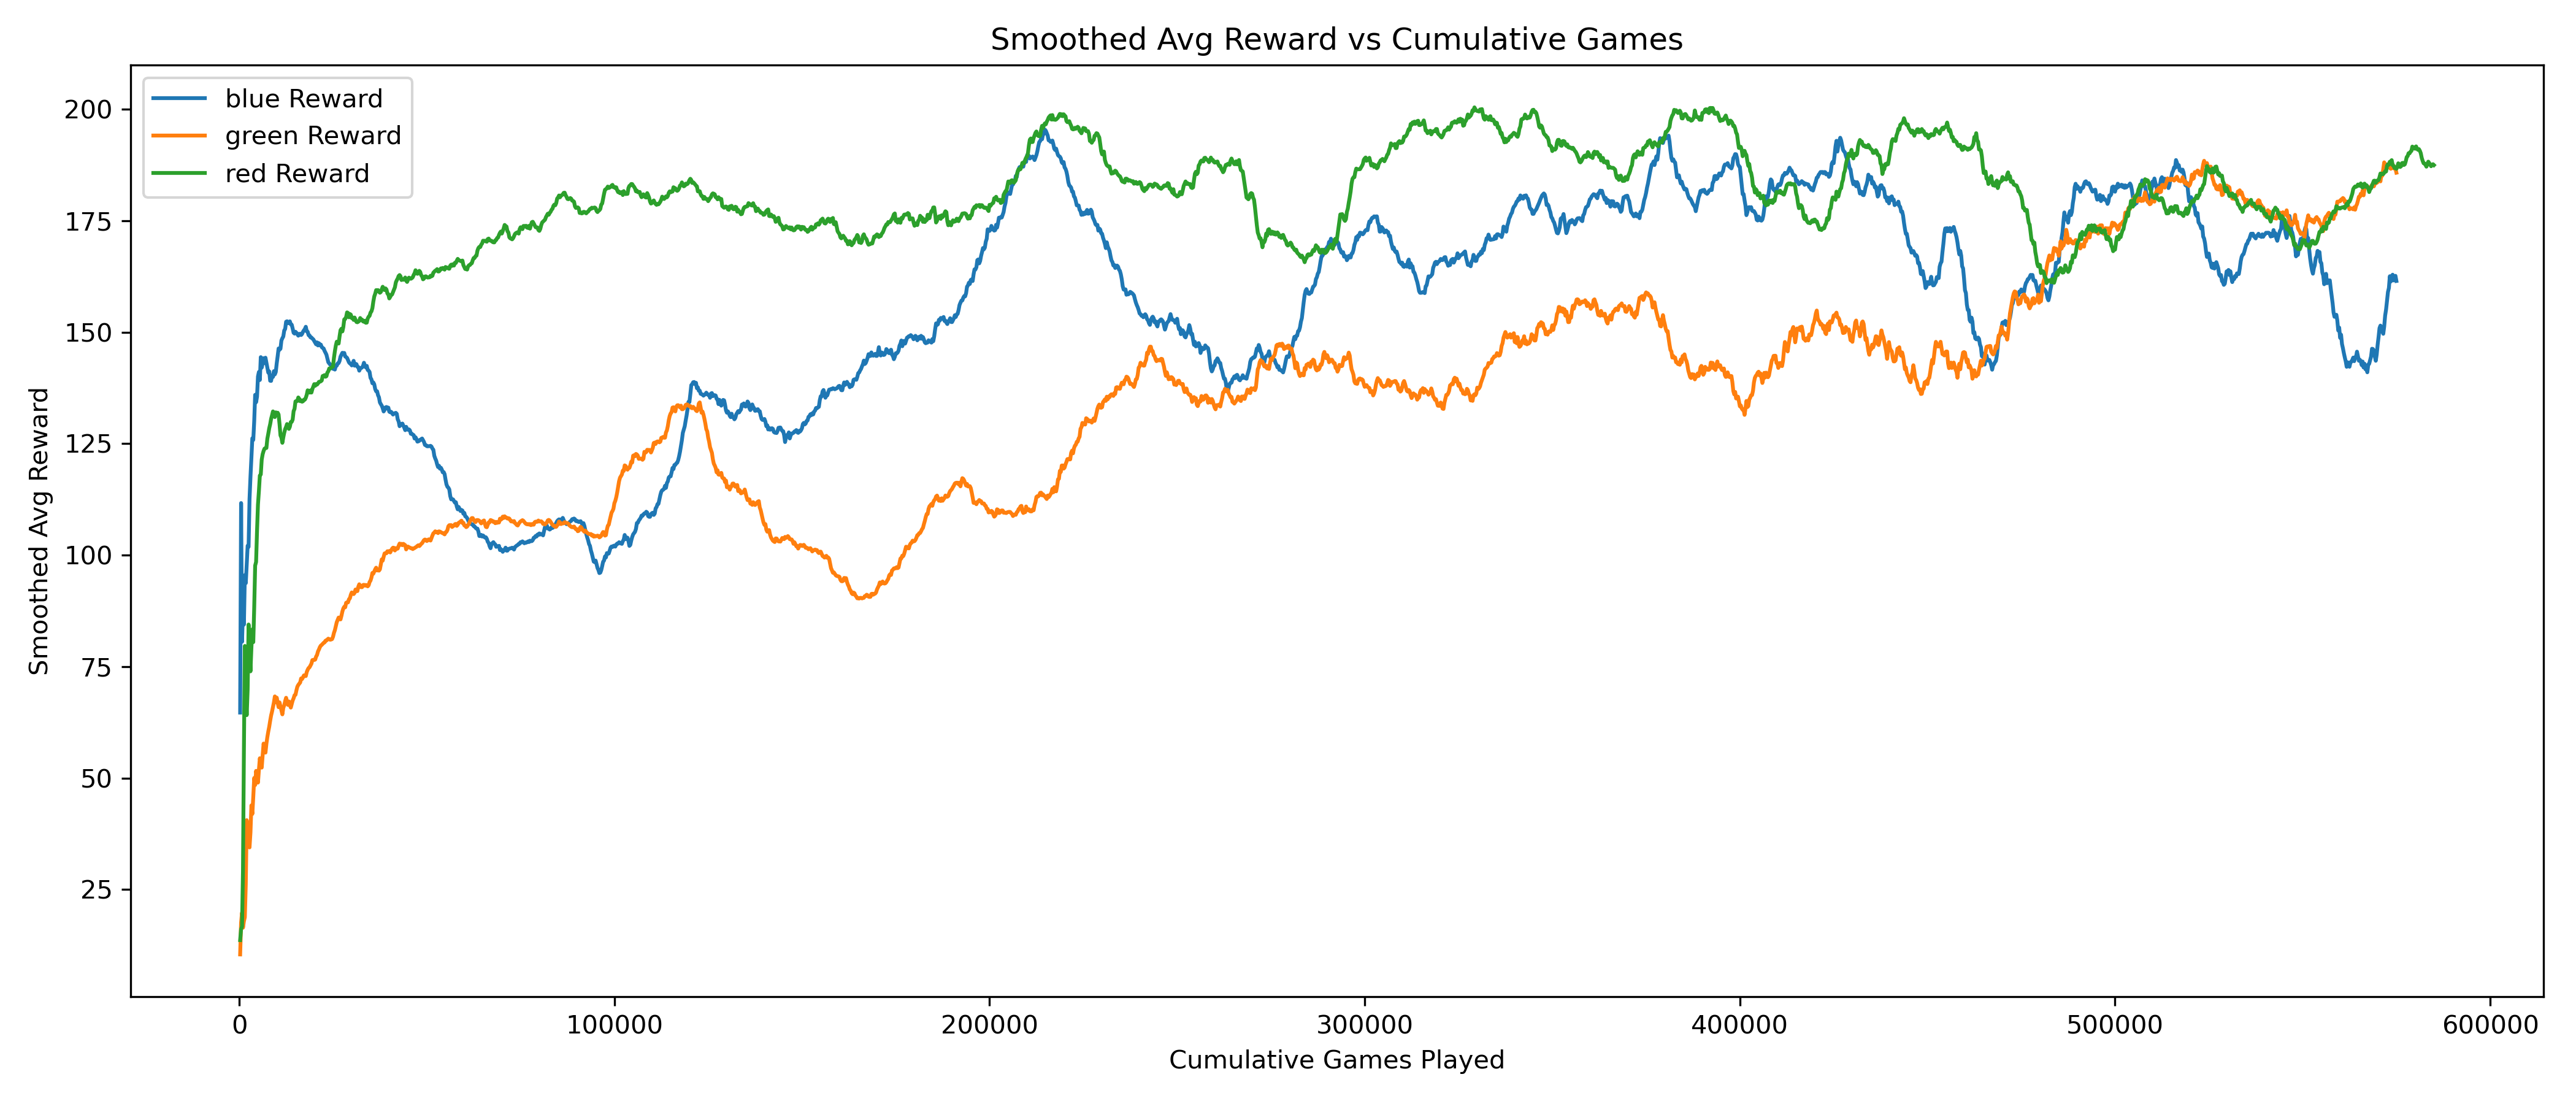 Smoothed Avg Reward vs Cumulative Games
blue Reward
green Reward
red Reward
Smoothed Avg Reward
200
175
150
125
100
75
50
25
0
100000
200000
300000
400000
500000
600000
Cumulative Games Played